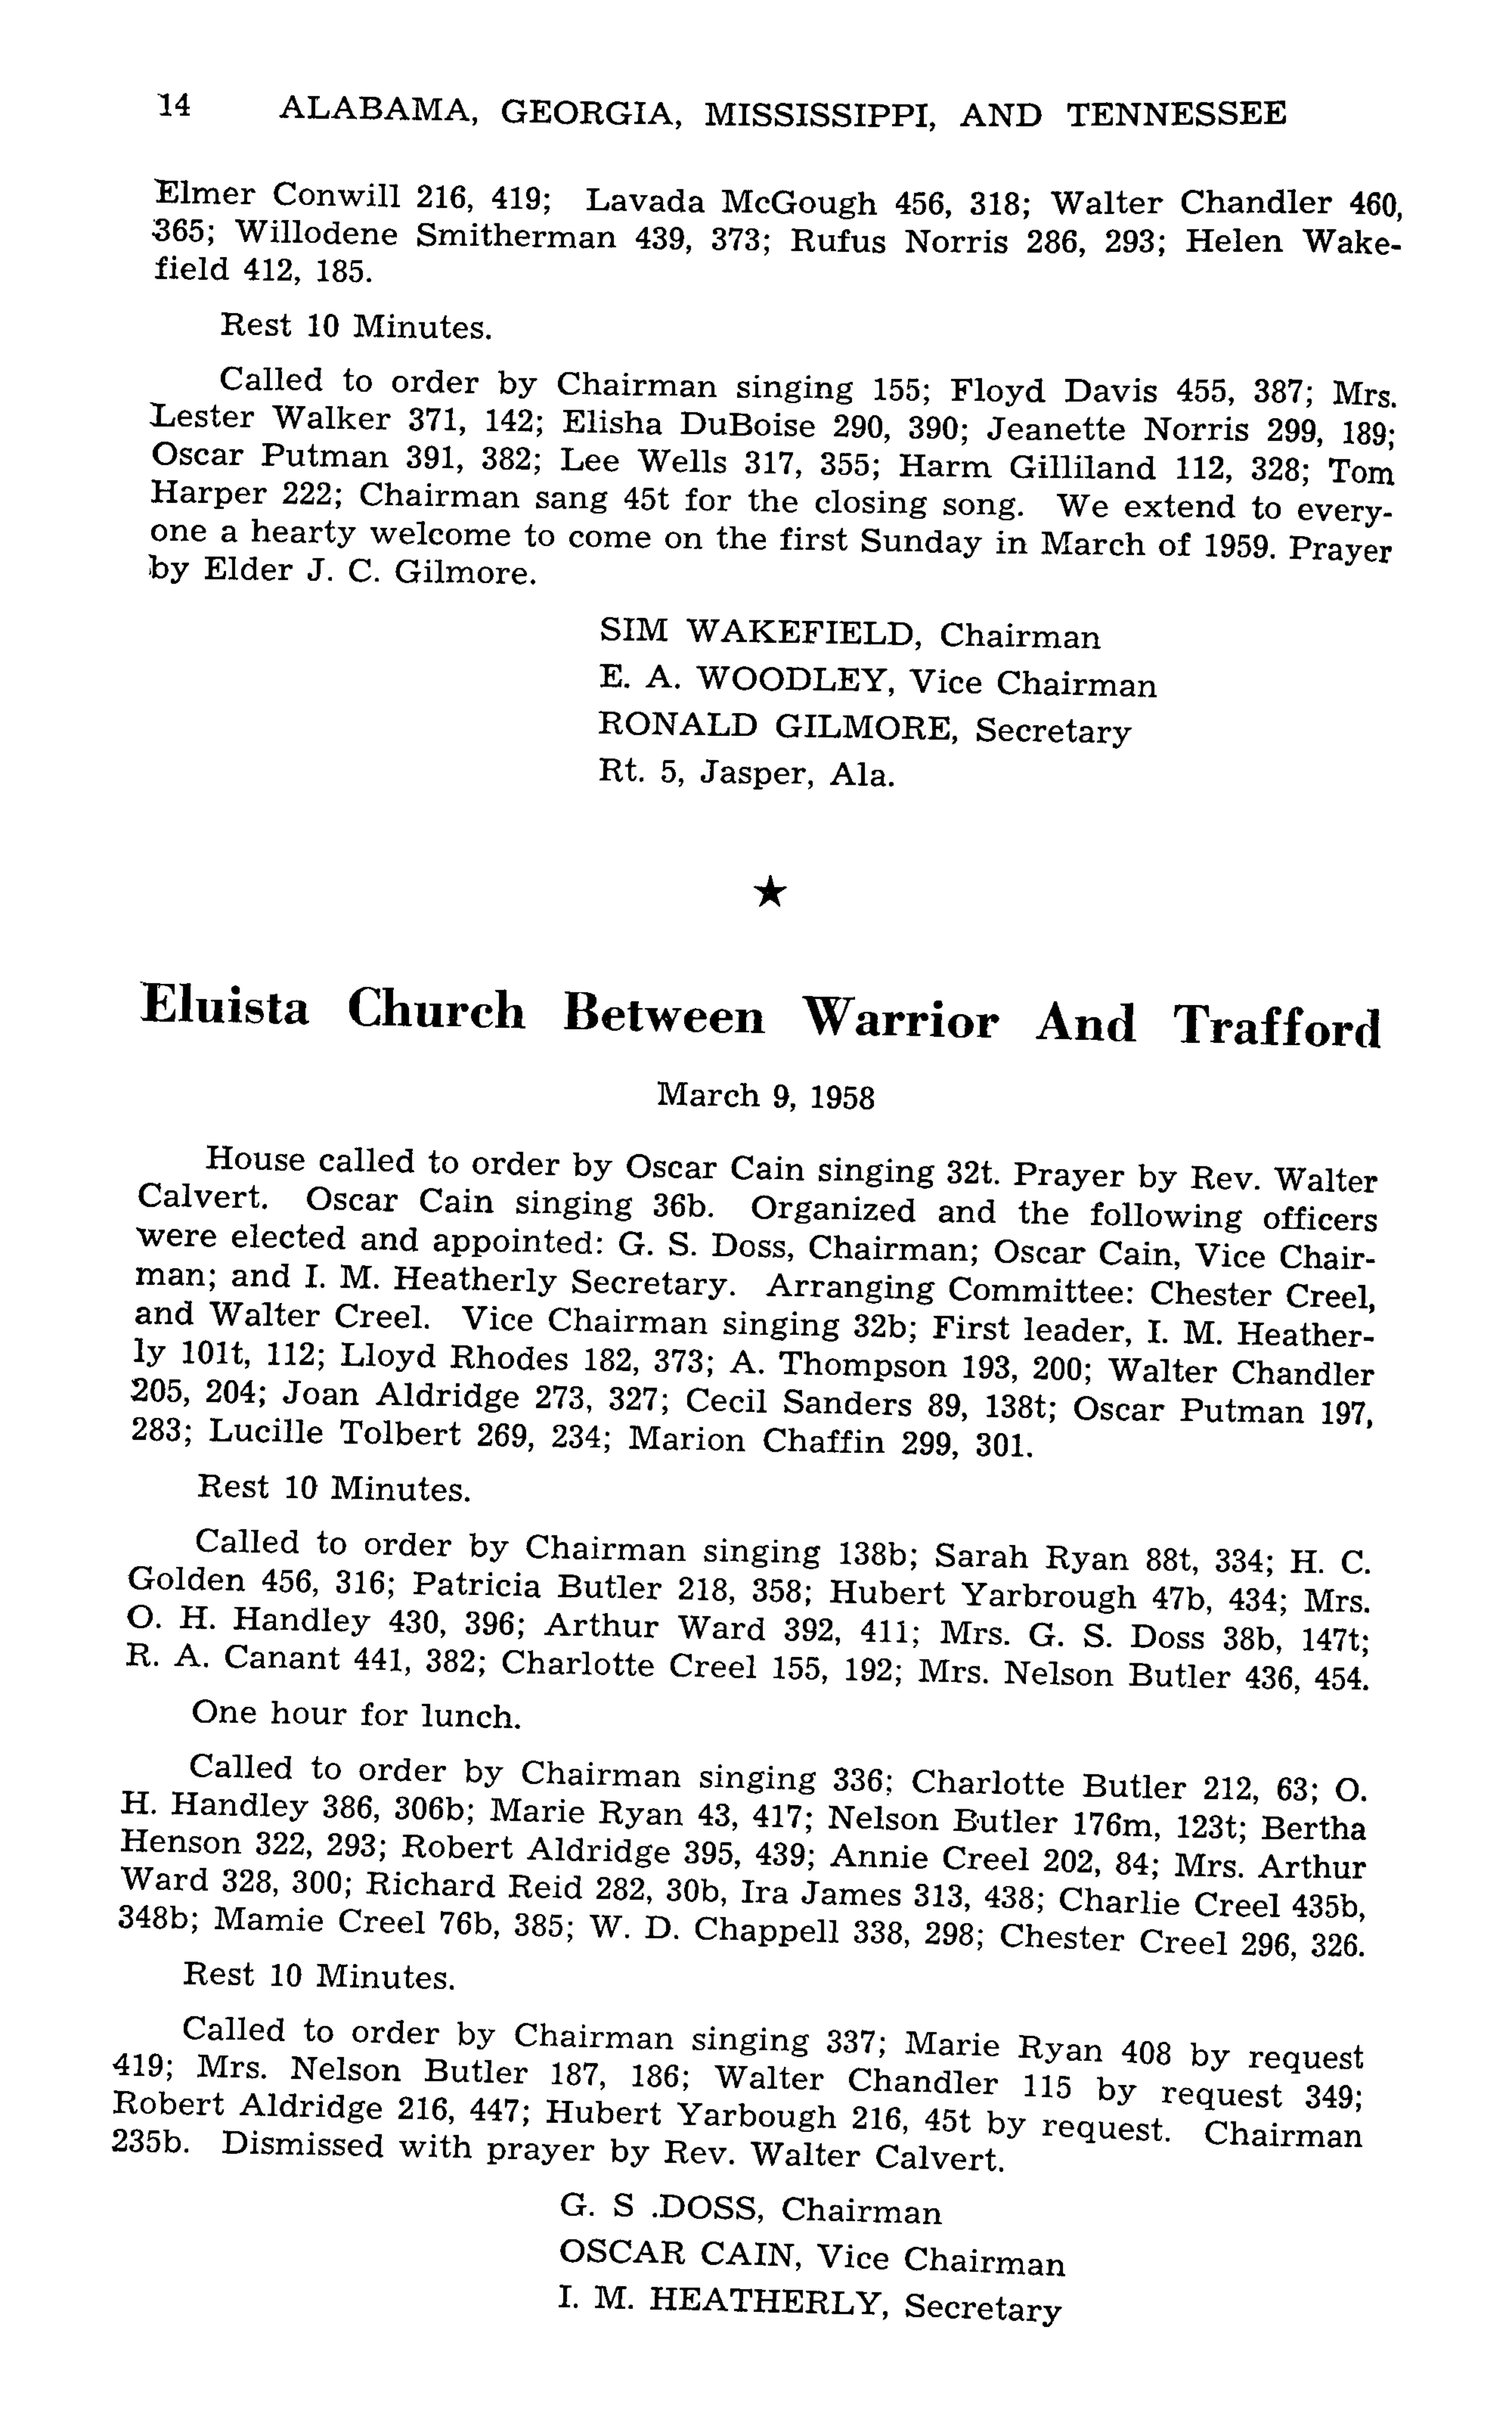 14 ALABAMA, GEORGIA, MISSISSIPPI, AND TENNESSEE
Elmer Conwill 216, 419; Lavada McGough 456, 318; Walter Chandler 460,
365; Willodene Smitherman 439, 373; Rufus Norris 286, 293; Helen Wake-
field 412, 185.
Rest 10 Minutes.
Called to order by Chairman singing 155; Floyd Davis 455, 387; Mrs.
Lester Walker 371, 142; Elisha DuBoise 290, 390; Jeanette Norris 299, 189;
Oscar Putman 391, 382; Lee Wells 317, 355; Harm Gilliland 112, 328; Tom
Harper 222; Chairman sang 45t for the closing song. We extend to every-
one a hearty welcome to come on the first Sunday in March of 1959. Prayer
by Elder J. C. Gilmore.
SIM WAKEFIELD, Chairman
E. A. WOODLEY, Vice Chairman
RONALD GILMORE, Secretary
Rt. 5, Jasper, Ala.
★
Eluista Church Between Warrior And Trafford
March 9, 1958
House called to order by Oscar Cain singing 32t. Prayer by Rev. Walter
Calvert. Oscar Cain singing 36b. Organized and the following officers
were elected and appointed: G. S. Doss, Chairman; Oscar Cain, Vice Chair-
man; and I. M. Heatherly Secretary. Arranging Committee: Chester Creel,
and Walter Creel. Vice Chairman singing 32b; First leader, I. M. Heather-
ly 101t, 112; Lloyd Rhodes 182, 373; A. Thompson 193, 200; Walter Chandler
205, 204; Joan Aldridge 273, 327; Cecil Sanders 89, 138t; Oscar Putman 197,
283; Lucille Tolbert 269, 234; Marion Chaffin 299, 301.
Rest 10 Minutes.
Called to order by Chairman singing 138b; Sarah Ryan 88t, 334; H. C.
Golden 456, 316; Patricia Butler 218, 358; Hubert Yarbrough 47b, 434; Mrs.
O. H. Handley 430, 396; Arthur Ward 392, 411; Mrs. G. S. Doss 38b, 147t;
R. A. Canant 441, 382; Charlotte Creel 155, 192; Mrs. Nelson Butler 436, 454.
One hour for lunch.
Called to order by Chairman singing 336; Charlotte Butler 212, 63; O.
H. Handley 386, 306b; Marie Ryan 43, 417; Nelson Butler 176m, 123t; Bertha
Henson 322, 293; Robert Aldridge 395, 439; Annie Creel 202, 84; Mrs. Arthur
Ward 328, 300; Richard Reid 282, 30b, Ira James 313, 438; Charlie Creel 435b,
348b; Mamie Creel 76b, 385; W. D. Chappell 338, 298; Chester Creel 296, 326.
Rest 10 Minutes.
Called to order by Chairman singing 337; Marie Ryan 408 by request
419; Mrs. Nelson Butler 187, 186; Walter Chandler 115 by request 349;
Robert Aldridge 216, 447; Hubert Yarbough 216, 45t by request. Chairman
235b. Dismissed with prayer by Rev. Walter Calvert.
G. S .DOSS, Chairman
OSCAR CAIN, Vice Chairman
I. M. HEATHERLY, Secretary